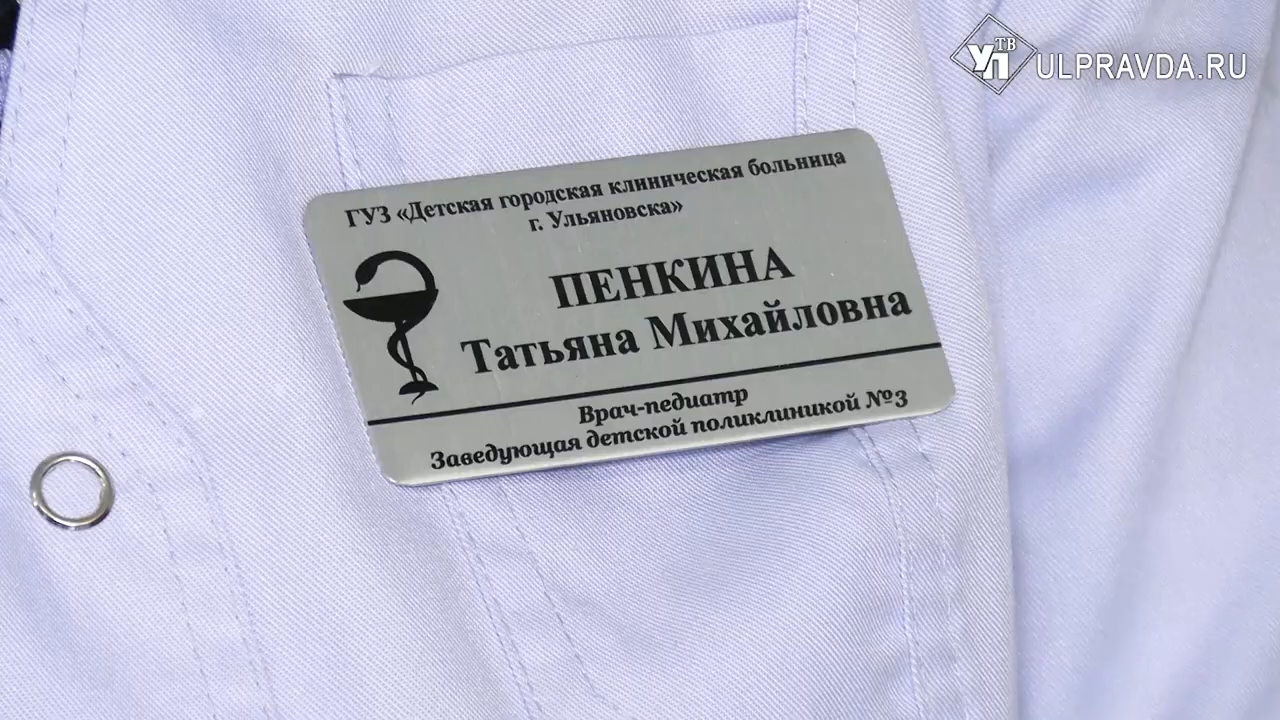 УП ТВ ULPRAVDA.RU
ГУЗ «Детская городская клиническая больница
г. Ульяновска»
ПЕНКИНА
Татьяна Михайловна
Врач-педиатр
Заведующая детской поликлиникой №3